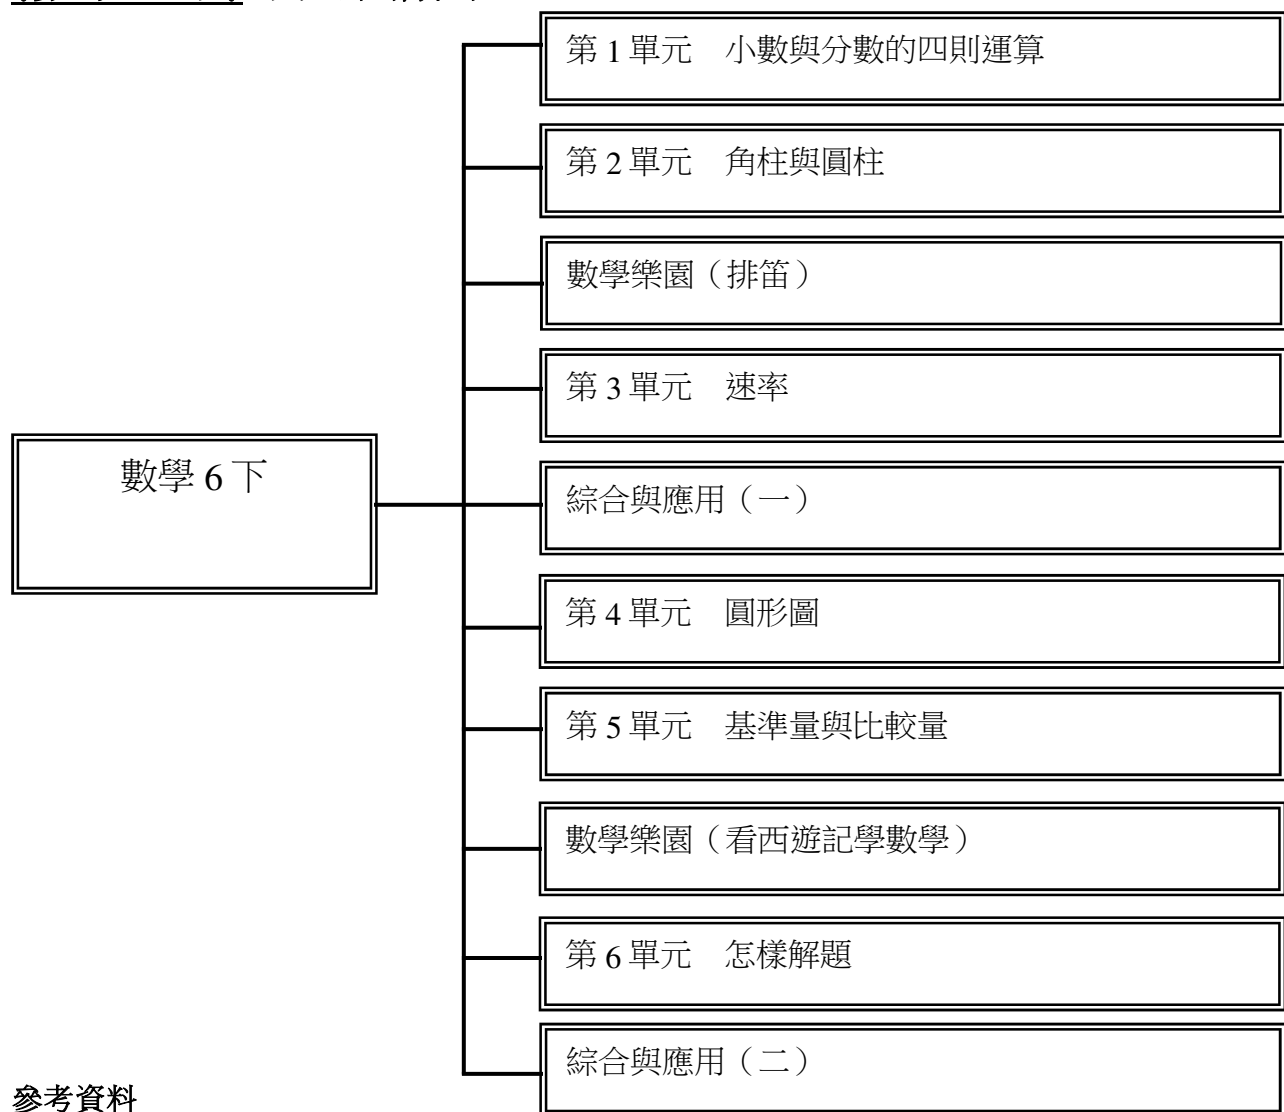 數學 6 下
第 1 單元 小數與分數的四則運算
第 2 單元 角柱與圓柱
數學樂園（排笛）
第 3 單元 速率
綜合與應用（一）
第 4 單元 圓形圖
第 5 單元 基準量與比較量
數學樂園（看西遊記學數學）
第 6 單元 怎樣解題
綜合與應用（二）
參考資料